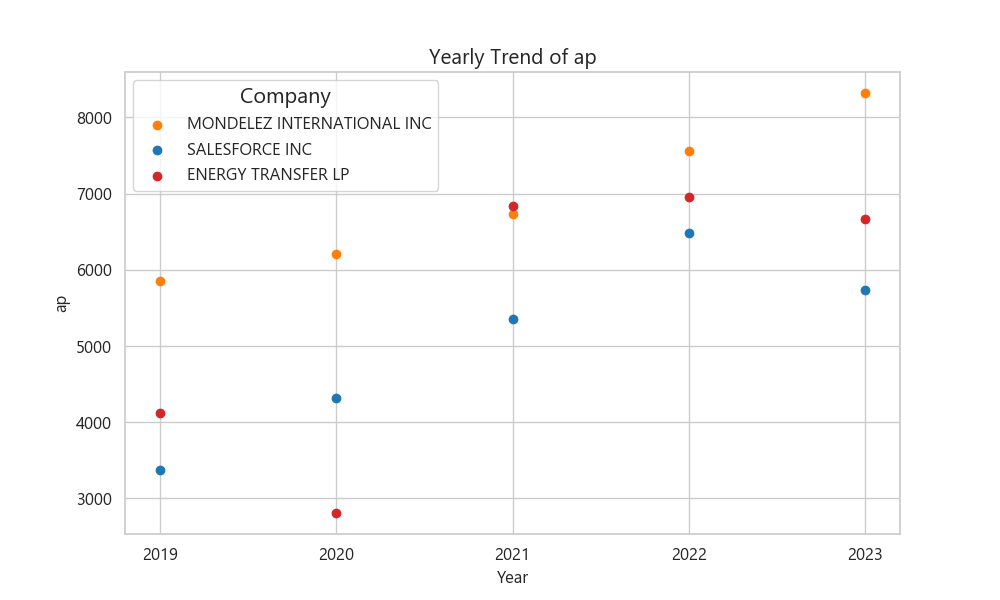 Yearly Trend of ap
Company
MONDELEZ INTERNATIONAL INC
SALESFORCE INC
ENERGY TRANSFER LP
8000
7000
6000
5000
4000
3000
ap
2019 2020 2021 2022 2023
Year